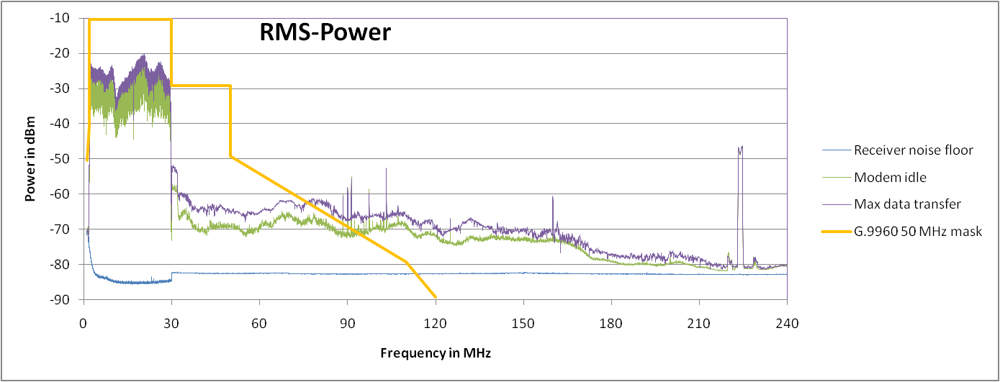 RMS-Power
-10
-20
-30
-40
-50
-60
-70
-80
-90
Power in dBm
0 30 60 90 120 150 180 210 240
Frequency in MHz
Receiver noise floor
Modem idle
Max data transfer
G.9960 50 MHz mask